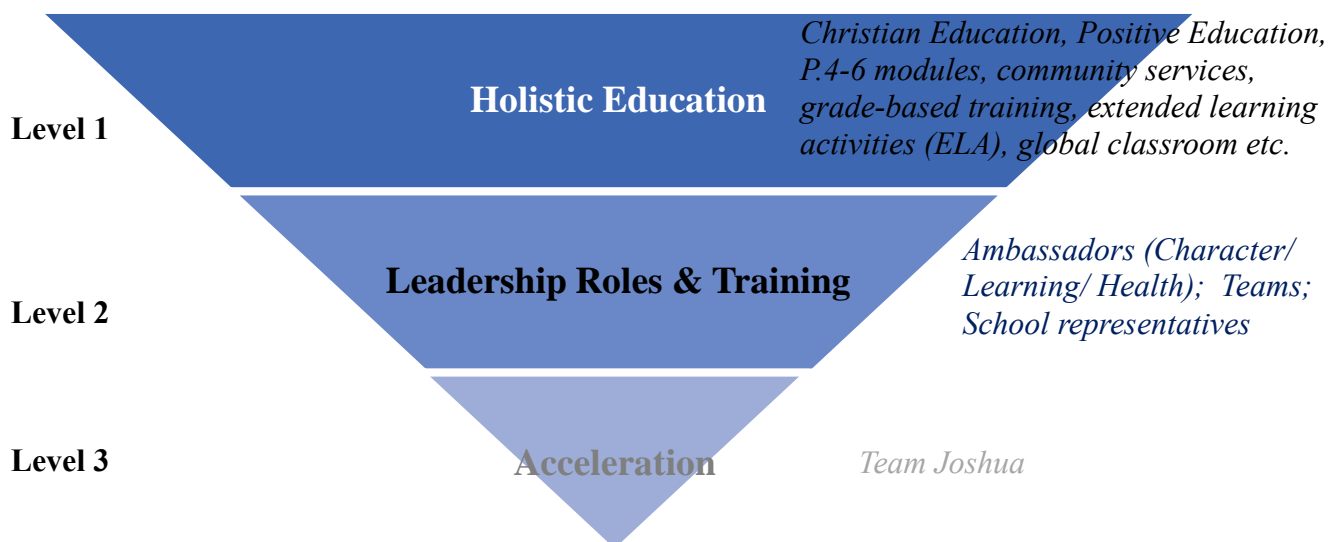 Level 1
Holistic Education
Christian Education, Positive Education,
P.4-6 modules, community services,
grade-based training, extended learning
activities (ELA), global classroom etc.
Level 2
Leadership Roles & Training
Ambassadors (Character/
Learning/ Health);  Teams;
School representatives
Level 3
Acceleration
Team Joshua